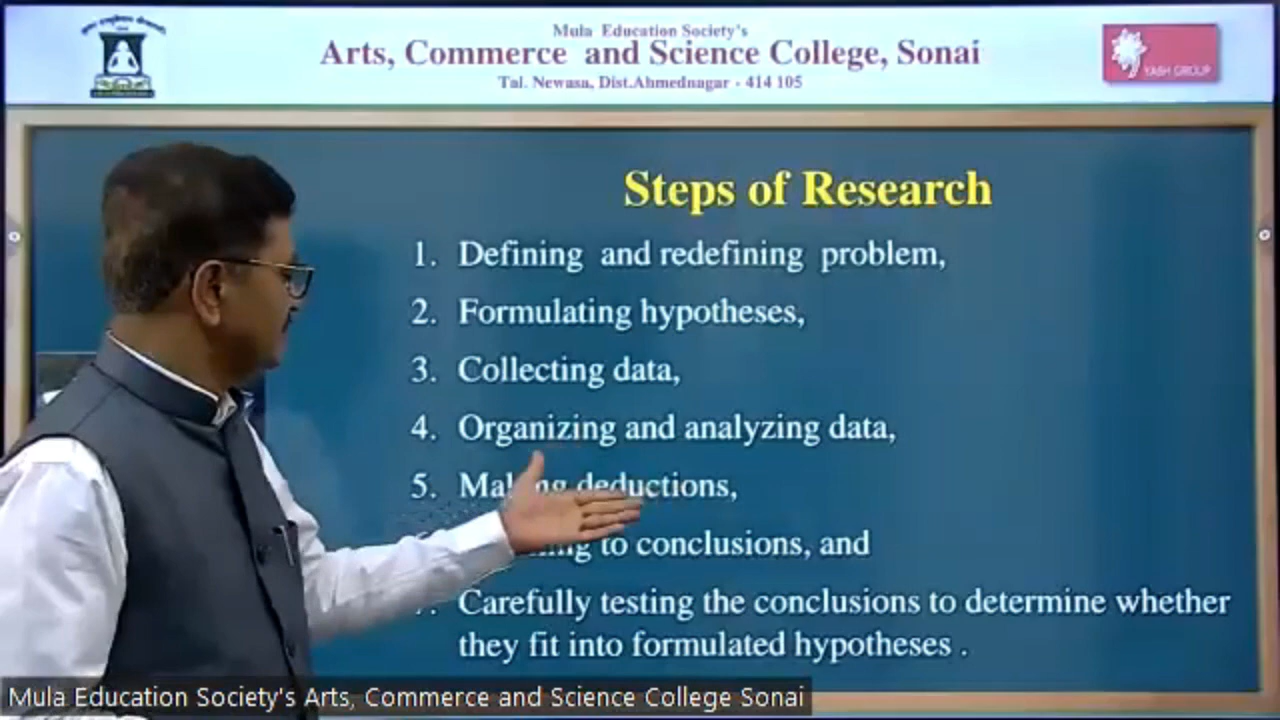 Mula Education Society's
Arts, Commerce and Science College, Sonai
Tal. Newasa, Dist.Ahmednagar - 414 105
YASH GROUP
Steps of Research
1. Defining and redefining problem,
2. Formulating hypotheses,
3. Collecting data,
4. Organizing and analyzing data,
5. Making deductions,
to conclusions, and
Carefully testing the conclusions to determine whether
they fit into formulated hypotheses .
Mula Education Society's Arts, Commerce and Science College Sonai